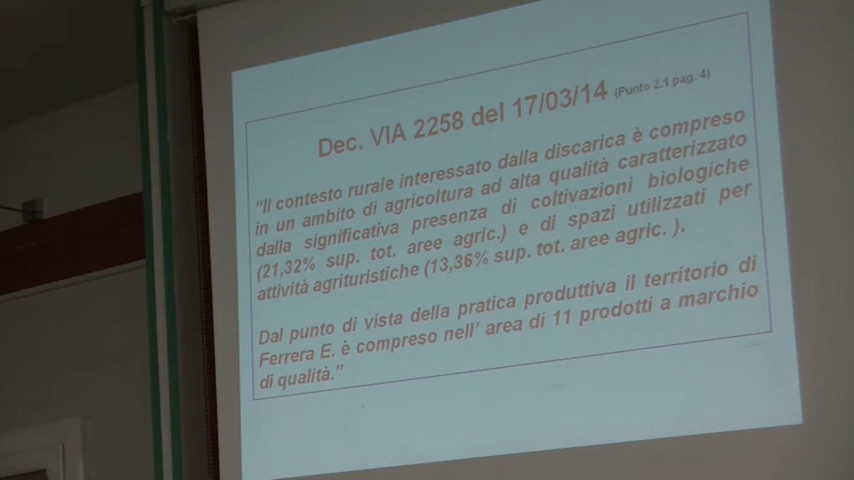 Dec. VIA 2258 del 17/03/14 (Punto 2.1 pag. 4)
“Il contesto rurale interessato dalla discarica è compreso
in un ambito di agricoltura ad alta qualità caratterizzato
dalla significativa presenza di coltivazioni biologiche
(21,32% sup. tot. aree agric.) e di spazi utilizzati per
attività agrituristiche (13,36% sup. tot. aree agric. ).
Dal punto di vista della pratica produttiva il territorio di
Ferrera E. è compreso nell’ area di 11 prodotti a marchio
di qualità.”